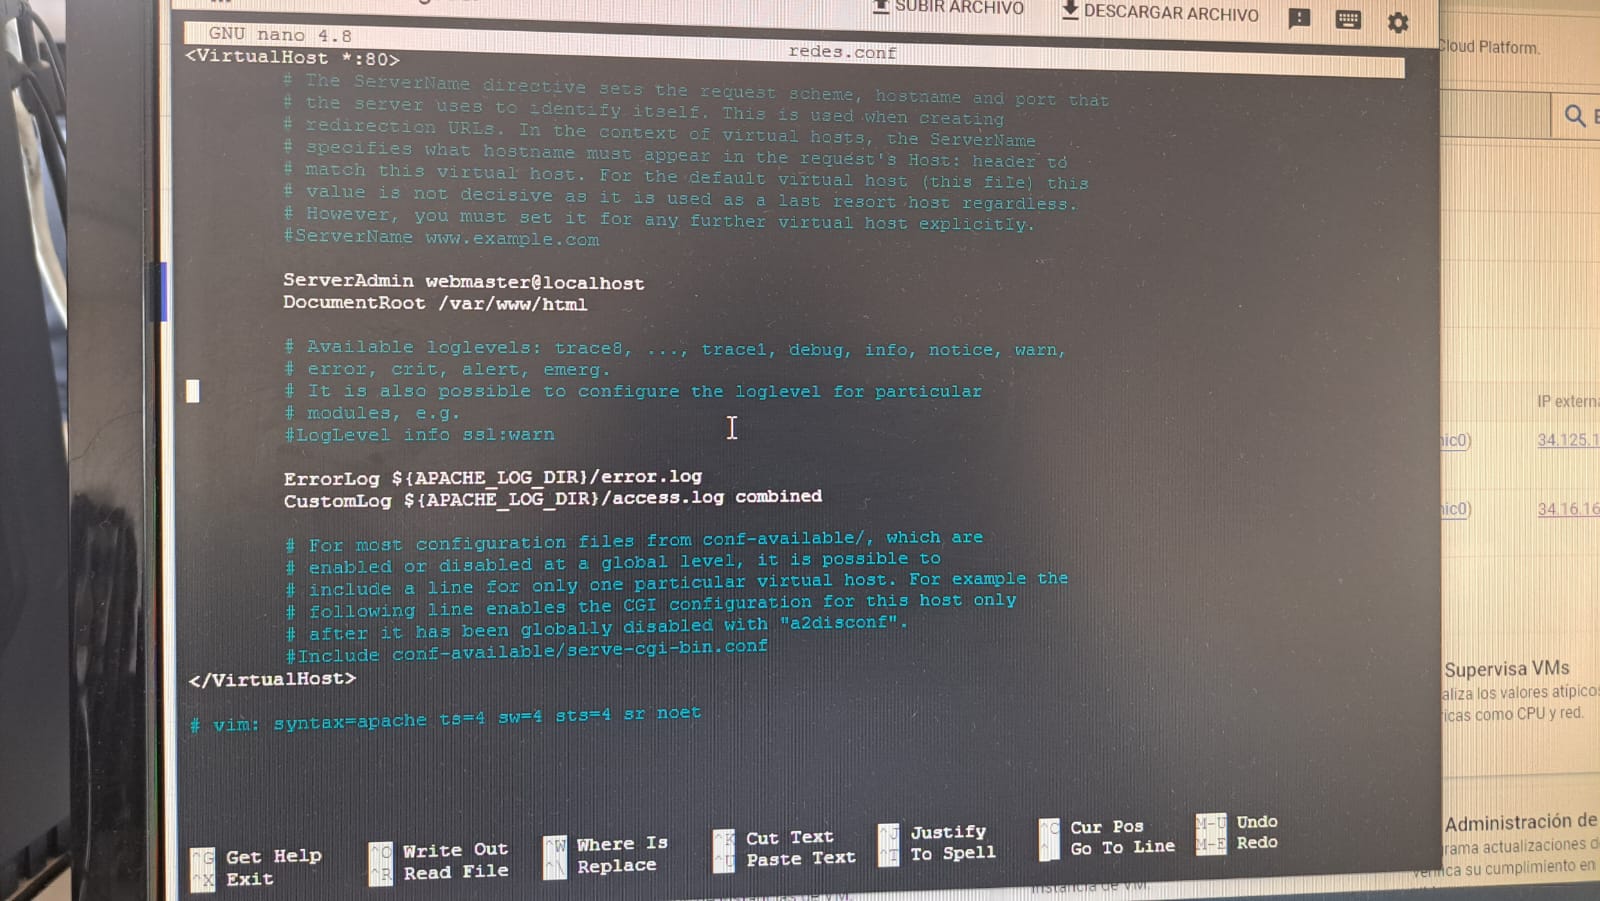 SUBIR ARCHIVO
DESCARGAR ARCHIVO
GNU nano 4.8
redes.conf
<VirtualHost *:80>
# The ServerName directive sets the request scheme, hostname and port that
# the server uses to identify itself. This is used when creating
# redirection URLs. In the context of virtual hosts, the ServerName
# specifies what hostname must appear in the request's Host: header to
# match this virtual host. For the default virtual host (this file) this
# value is not decisive as it is used as a last resort host regardless.
# However, you must set it for any further virtual host explicitly.
#ServerName www.example.com
ServerAdmin webmaster@localhost
DocumentRoot /var/www/html
# Available loglevels: trace8, ..., trace1, debug, info, notice, warn,
# error, crit, alert, emerg.
# It is also possible to configure the loglevel for particular
# modules, e.g.
#LogLevel info ssl:warn
ErrorLog ${APACHE_LOG_DIR}/error.log
CustomLog ${APACHE_LOG_DIR}/access.log combined
# For most configuration files from conf-available/, which are
# enabled or disabled at a global level, it is possible to
# include a line for only one particular virtual host. For example the
# following line enables the CGI configuration for this host only
# after it has been globally disabled with "a2disconf".
#Include conf-available/serve-cgi-bin.conf
</VirtualHost>
# vim: syntax=apache ts=4 sw=4 sts=4 sr noet
^G Get Help ^O Write Out ^W Where Is ^K Cut Text ^J Justify ^C Cur Pos M-U Undo
^X Exit ^R Read File ^\ Replace ^U Paste Text ^T To Spell Go To Line M-E Redo
Cloud Platform.
IP extern
nic0) 34.125.1
nic0) 34.16.16
Supervisa VMs
aliza los valores atípico
ricas como CPU y red.
Administración de
rama actualizaciones d
verifica su cumplimiento en
instancia de VM.